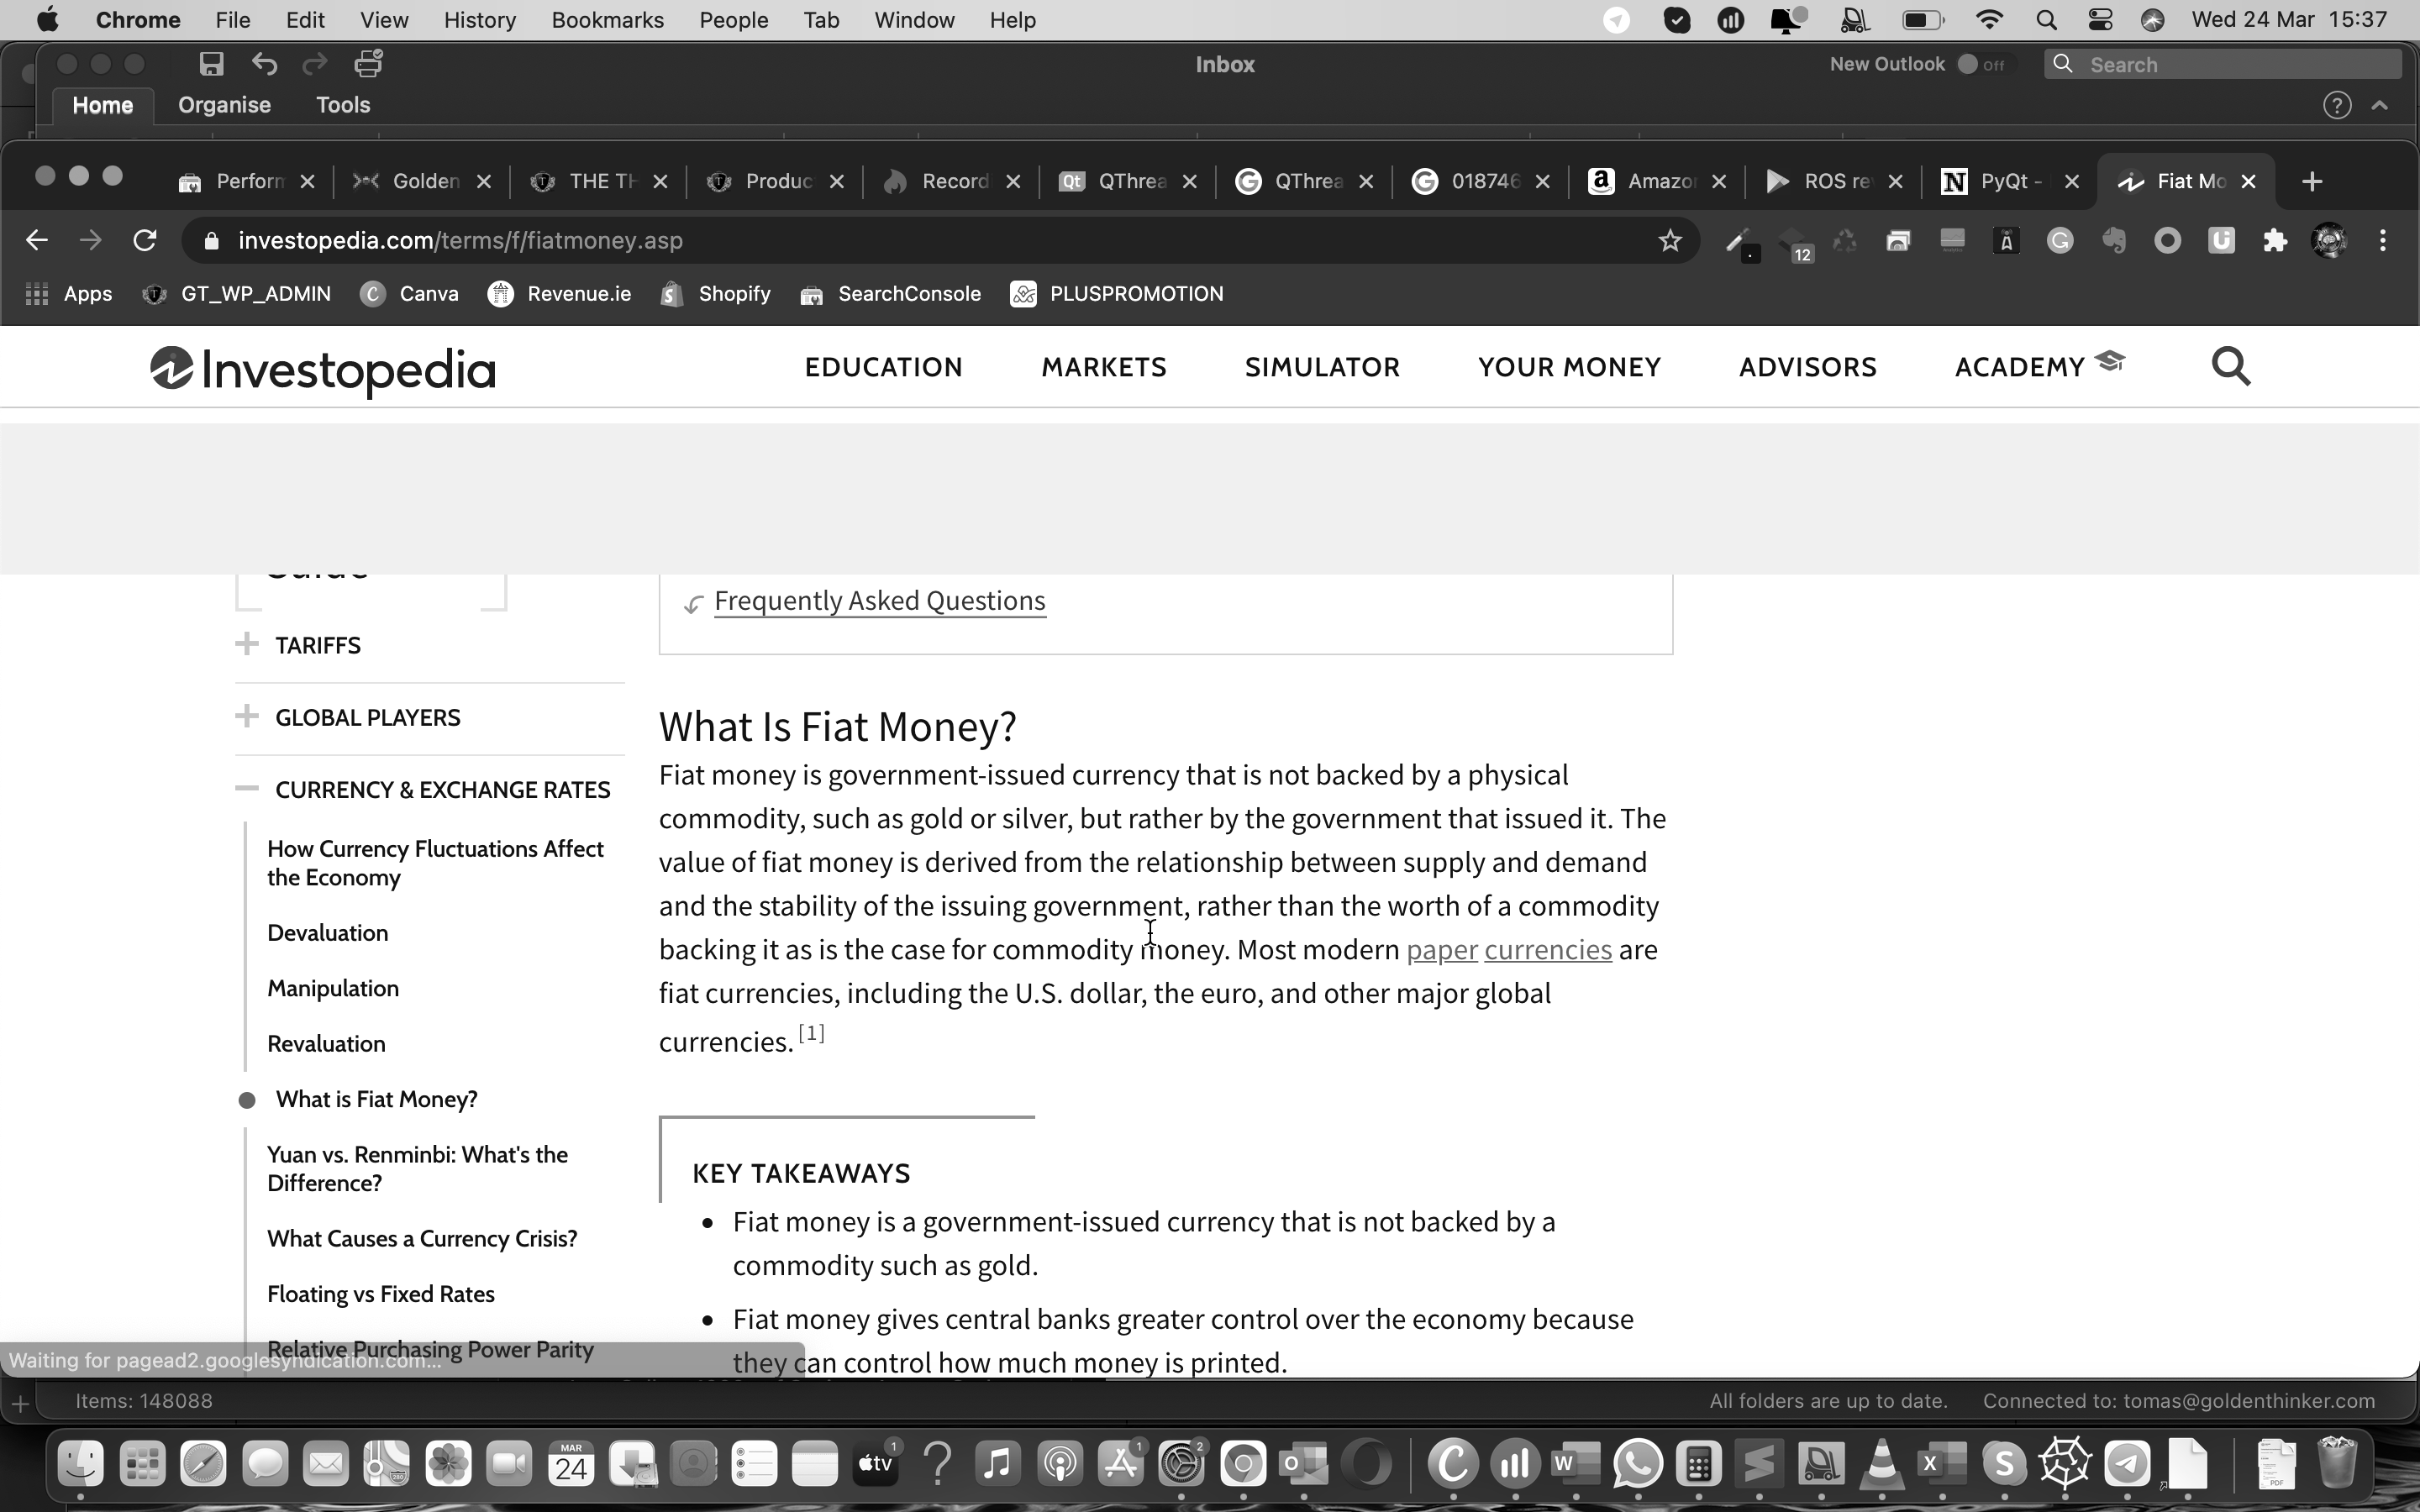 Chrome File Edit View History Bookmarks People Tab Window Help Wed 24 Mar 15:37
Inbox New Outlook Off Search
Home Organise Tools
Perform Golden THE TH Produc Record QThrea QThrea 018746 Amazo ROS re PyQt - Fiat Mo
investopedia.com/terms/f/fiatmoney.asp 12
Apps GT_WP_ADMIN Canva Revenue.ie Shopify SearchConsole PLUSPROMOTION
Investopedia EDUCATION MARKETS SIMULATOR YOUR MONEY ADVISORS ACADEMY
Frequently Asked Questions
TARIFFS
GLOBAL PLAYERS
CURRENCY & EXCHANGE RATES
How Currency Fluctuations Affect
the Economy
Devaluation
Manipulation
Revaluation
What is Fiat Money?
Yuan vs. Renminbi: What's the
Difference?
What Causes a Currency Crisis?
Floating vs Fixed Rates
Relative Purchasing Power Parity
What Is Fiat Money?
Fiat money is government-issued currency that is not backed by a physical
commodity, such as gold or silver, but rather by the government that issued it. The
value of fiat money is derived from the relationship between supply and demand
and the stability of the issuing government, rather than the worth of a commodity
backing it as is the case for commodity money. Most modern paper currencies are
fiat currencies, including the U.S. dollar, the euro, and other major global
currencies. [1]
KEY TAKEAWAYS
• Fiat money is a government-issued currency that is not backed by a
commodity such as gold.
• Fiat money gives central banks greater control over the economy because
they can control how much money is printed.
Waiting for pagead2.googlesyndication.com...
Items: 148088 All folders are up to date. Connected to: tomas@goldenthinker.com
MAR
24
tv 1 1 2